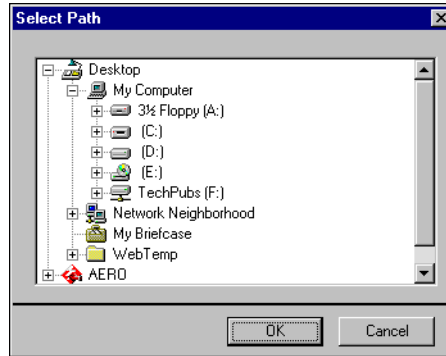 Select Path
Desktop
My Computer
3½ Floppy (A:)
(C:)
(D:)
(E:)
TechPubs (F:)
Network Neighborhood
My Briefcase
WebTemp
AERO
OK
Cancel